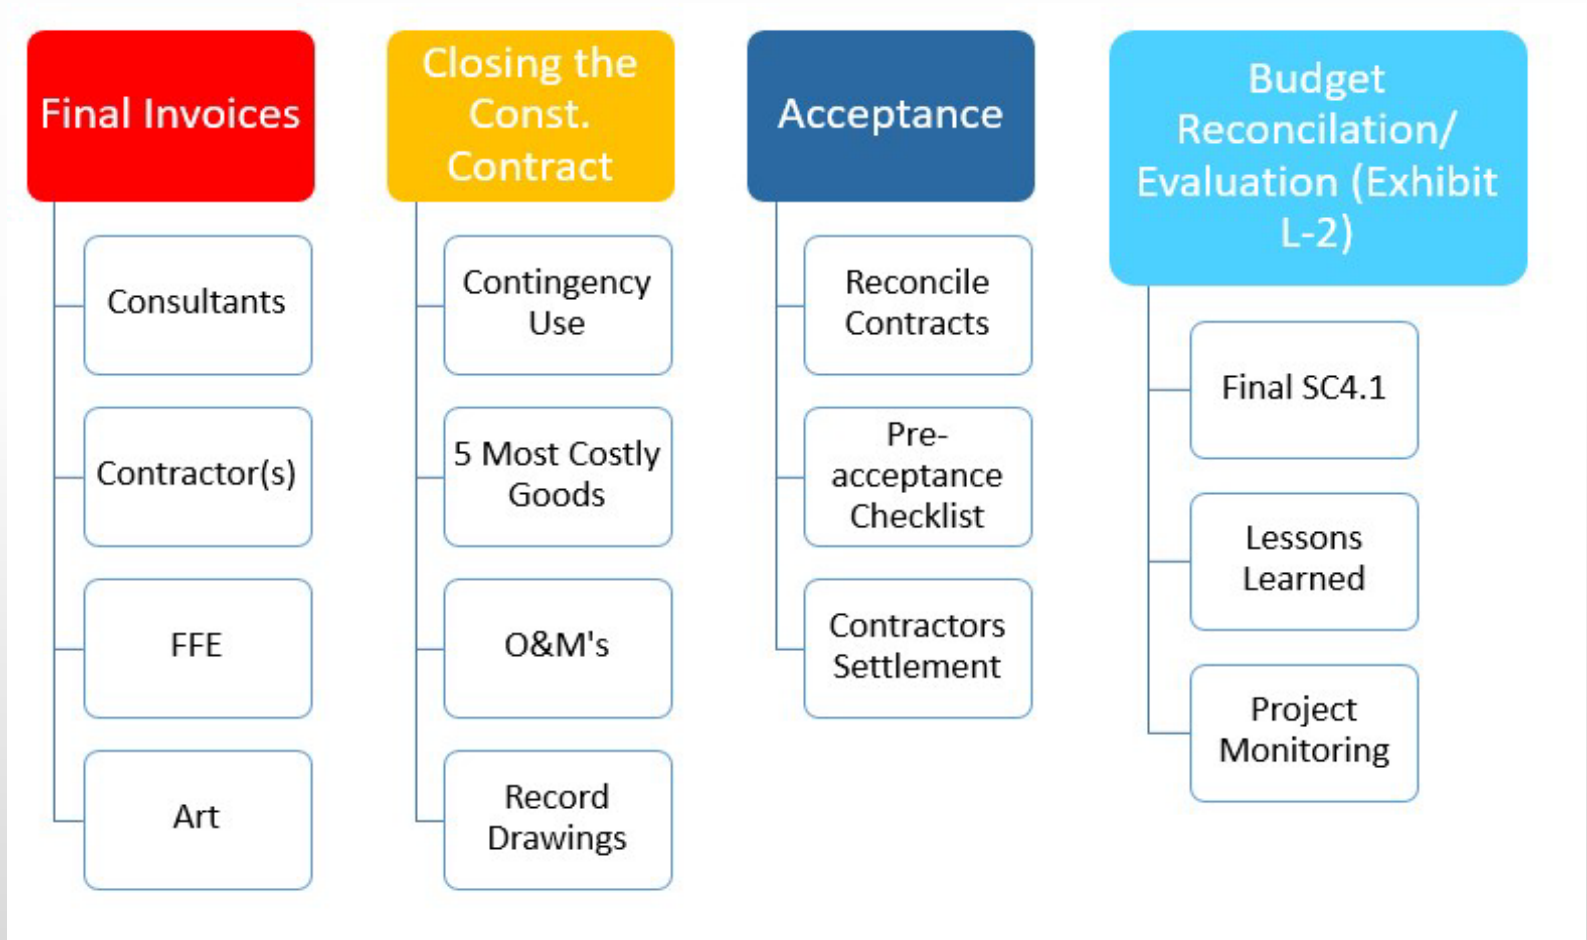 Final Invoices
Consultants
Contractor(s)
FFE
Art
Closing the
Const.
Contract
Contingency
Use
5 Most Costly
Goods
O&M's
Record
Drawings
Acceptance
Reconcile
Contracts
Pre-
acceptance
Checklist
Contractors
Settlement
Budget
Reconcilation/
Evaluation (Exhibit
L-2)
Final SC4.1
Lessons
Learned
Project
Monitoring